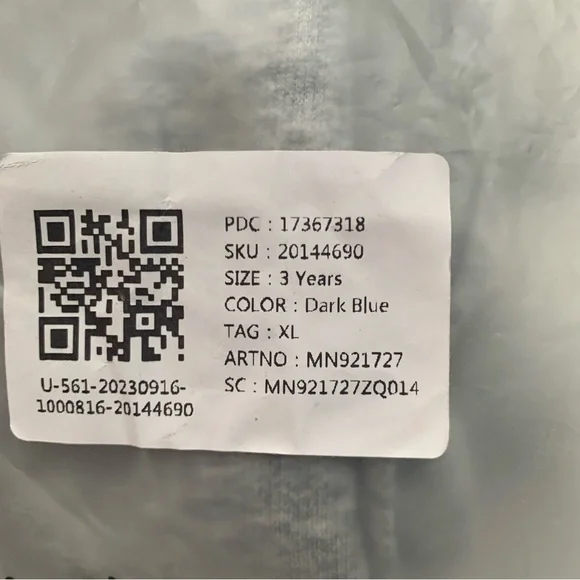 PDC : 17367318
SKU : 20144690
SIZE : 3 Years
COLOR : Dark Blue
TAG : XL
ARTNO : MN921727
SC : MN921727ZQ014
U-561-20230916-
1000816-20144690